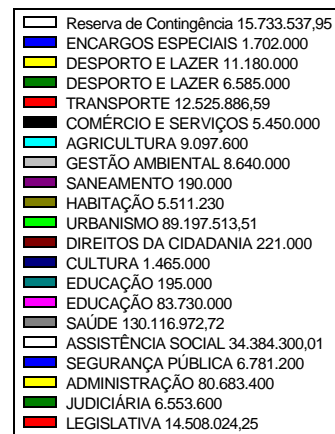 Reserva de Contingência 15.733.537,95
ENCARGOS ESPECIAIS 1.702.000
DESPORTO E LAZER 11.180.000
DESPORTO E LAZER 6.585.000
TRANSPORTE 12.525.886,59
COMÉRCIO E SERVIÇOS 5.450.000
AGRICULTURA 9.097.600
GESTÃO AMBIENTAL 8.640.000
SANEAMENTO 190.000
HABITAÇÃO 5.511.230
URBANISMO 89.197.513,51
DIREITOS DA CIDADANIA 221.000
CULTURA 1.465.000
EDUCAÇÃO 195.000
EDUCAÇÃO 83.730.000
SAÚDE 130.116.972,72
ASSISTÊNCIA SOCIAL 34.384.300,01
SEGURANÇA PÚBLICA 6.781.200
ADMINISTRAÇÃO 80.683.400
JUDICIÁRIA 6.553.600
LEGISLATIVA 14.508.024,25